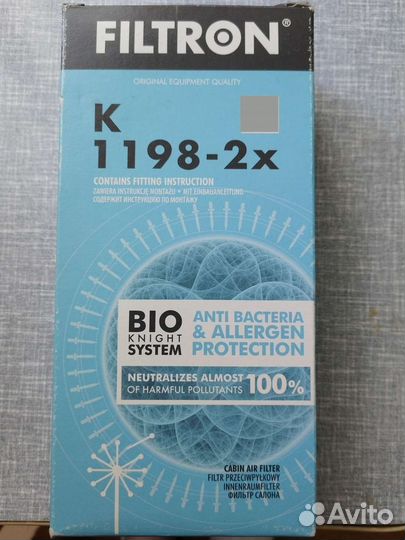 FILTRON®
ORIGINAL EQUIPMENT QUALITY
K
1198-2x
CONTAINS FITTING INSTRUCTION
ZAWIERA INSTRUKCJĘ MONTAŻU • MIT EINBAUANLEITUNG
СОДЕРЖИТ ИНСТРУКЦИЮ ПО МОНТАЖУ
BIO
KNIGHT
SYSTEM
ANTI BACTERIA
& ALLERGEN
PROTECTION
NEUTRALIZES ALMOST
OF HARMFUL POLLUTANTS 100%
CABIN AIR FILTER
FILTR PRZECIWPYŁKOWY
INNENRAUMFILTER
ФИЛЬТР САЛОНА
Avito